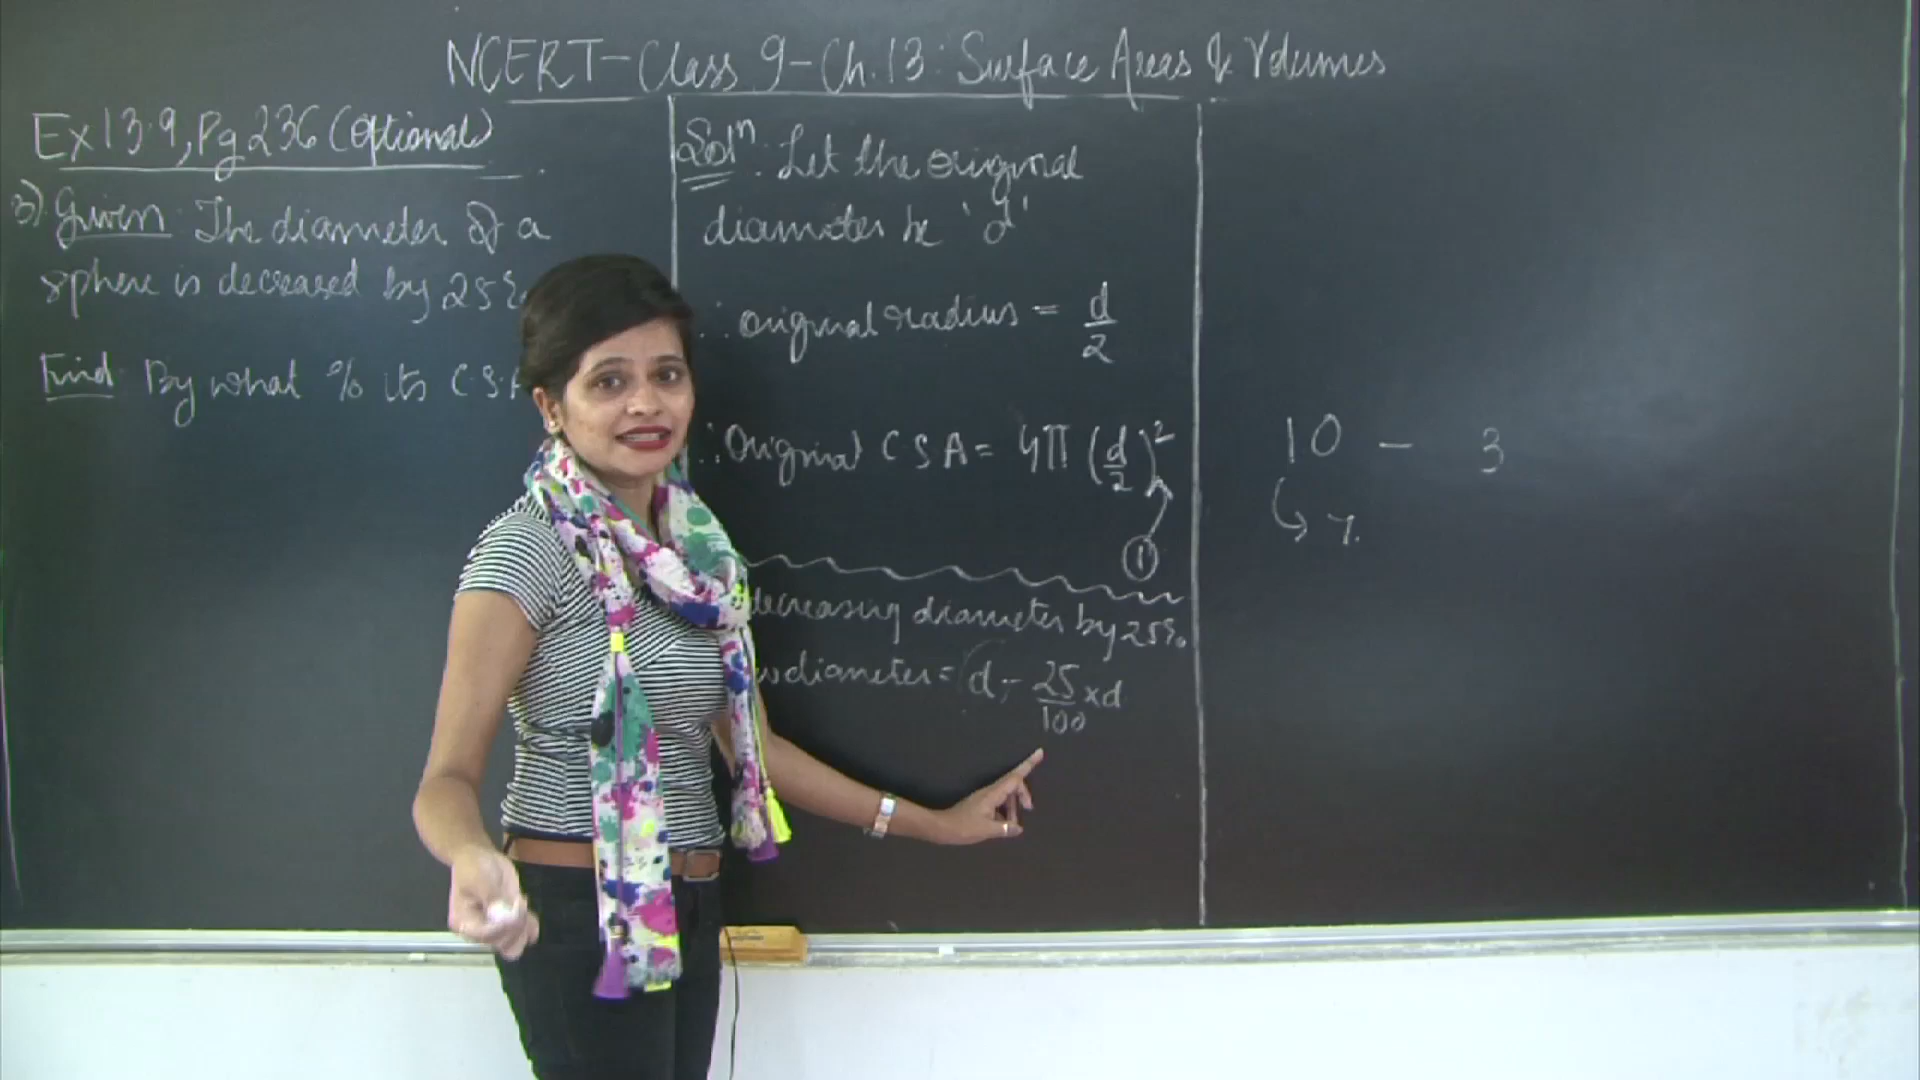 NCERT-Class 9-Ch.13: Surface Areas & Volumes
Ex 13.9, Pg 236 (Optional)
3) Given: The diameter of a
sphere is decreased by 25%
Find: By what % its C.S.A
Solⁿ: Let the original
diameter be 'd'
∴ original radius = d/2
∴ Original CSA = 4π (d/2)²
①
decreasing diameter by 25%
diameter = d - 25/100 × d
10 - 3